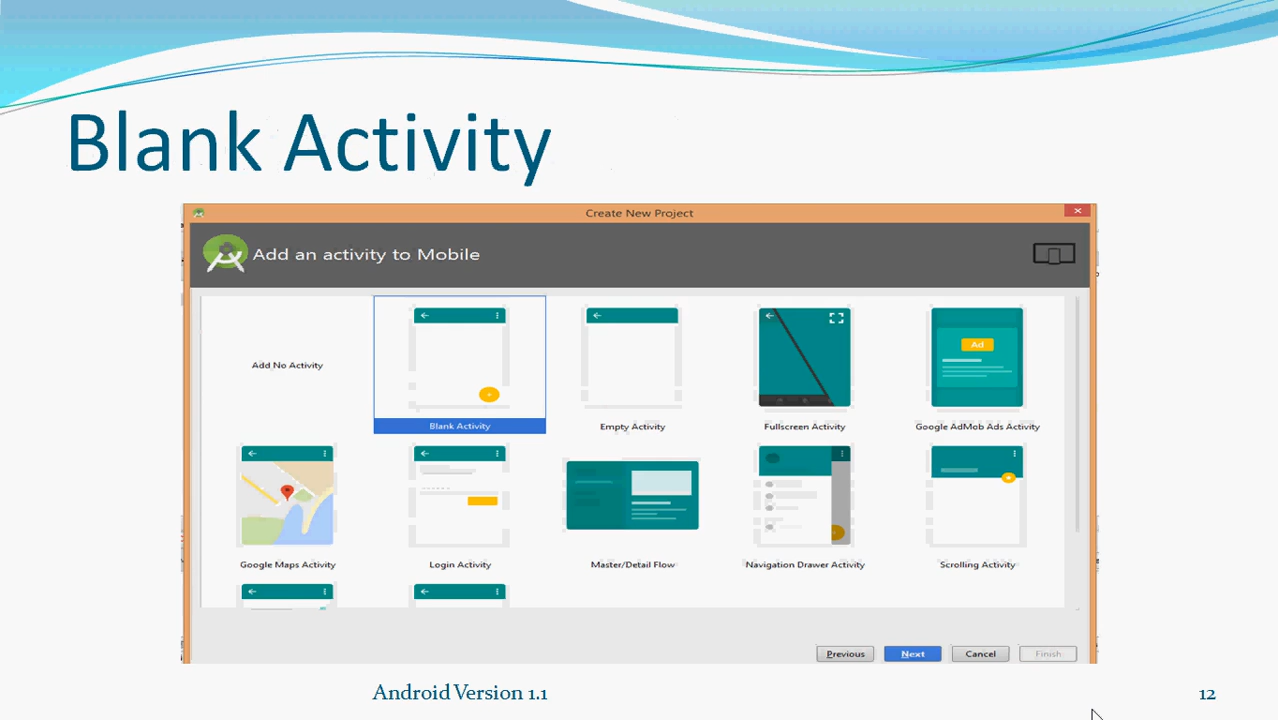 Blank Activity
Create New Project
Add an activity to Mobile
Add No Activity
Blank Activity
Empty Activity
Fullscreen Activity
Ad
Google AdMob Ads Activity
Google Maps Activity
Login Activity
Master/Detail Flow
Navigation Drawer Activity
Scrolling Activity
Previous
Next
Cancel
Finish
Android Version 1.1
12